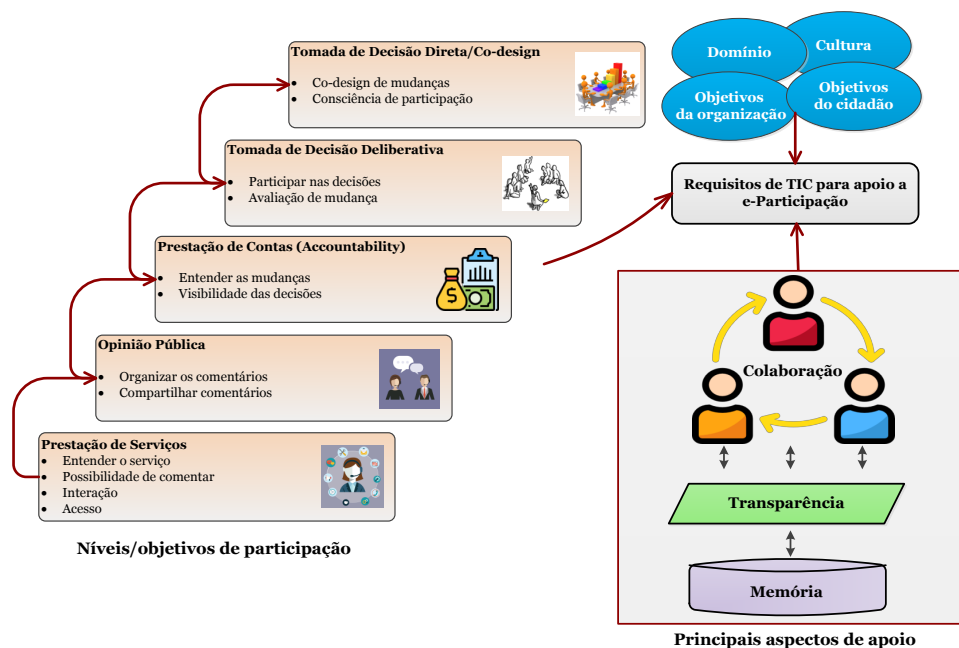 Tomada de Decisão Direta/Co-design
• Co-design de mudanças
• Consciência de participação
Tomada de Decisão Deliberativa
• Participar nas decisões
• Avaliação de mudança
Prestação de Contas (Accountability)
• Entender as mudanças
• Visibilidade das decisões
Opinião Pública
• Organizar os comentários
• Compartilhar comentários
Prestação de Serviços
• Entender o serviço
• Possibilidade de comentar
• Interação
• Acesso
Níveis/objetivos de participação
Domínio
Cultura
Objetivos
da organização
Objetivos
do cidadão
Requisitos de TIC para apoio a
e-Participação
Colaboração
Transparência
Memória
Principais aspectos de apoio